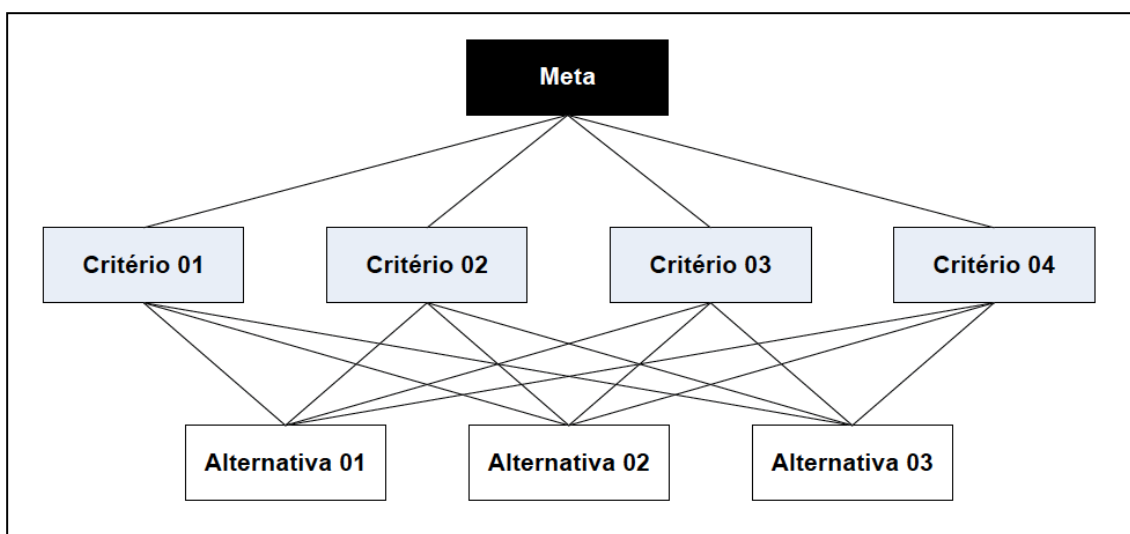 Meta
Critério 01
Critério 02
Critério 03
Critério 04
Alternativa 01
Alternativa 02
Alternativa 03